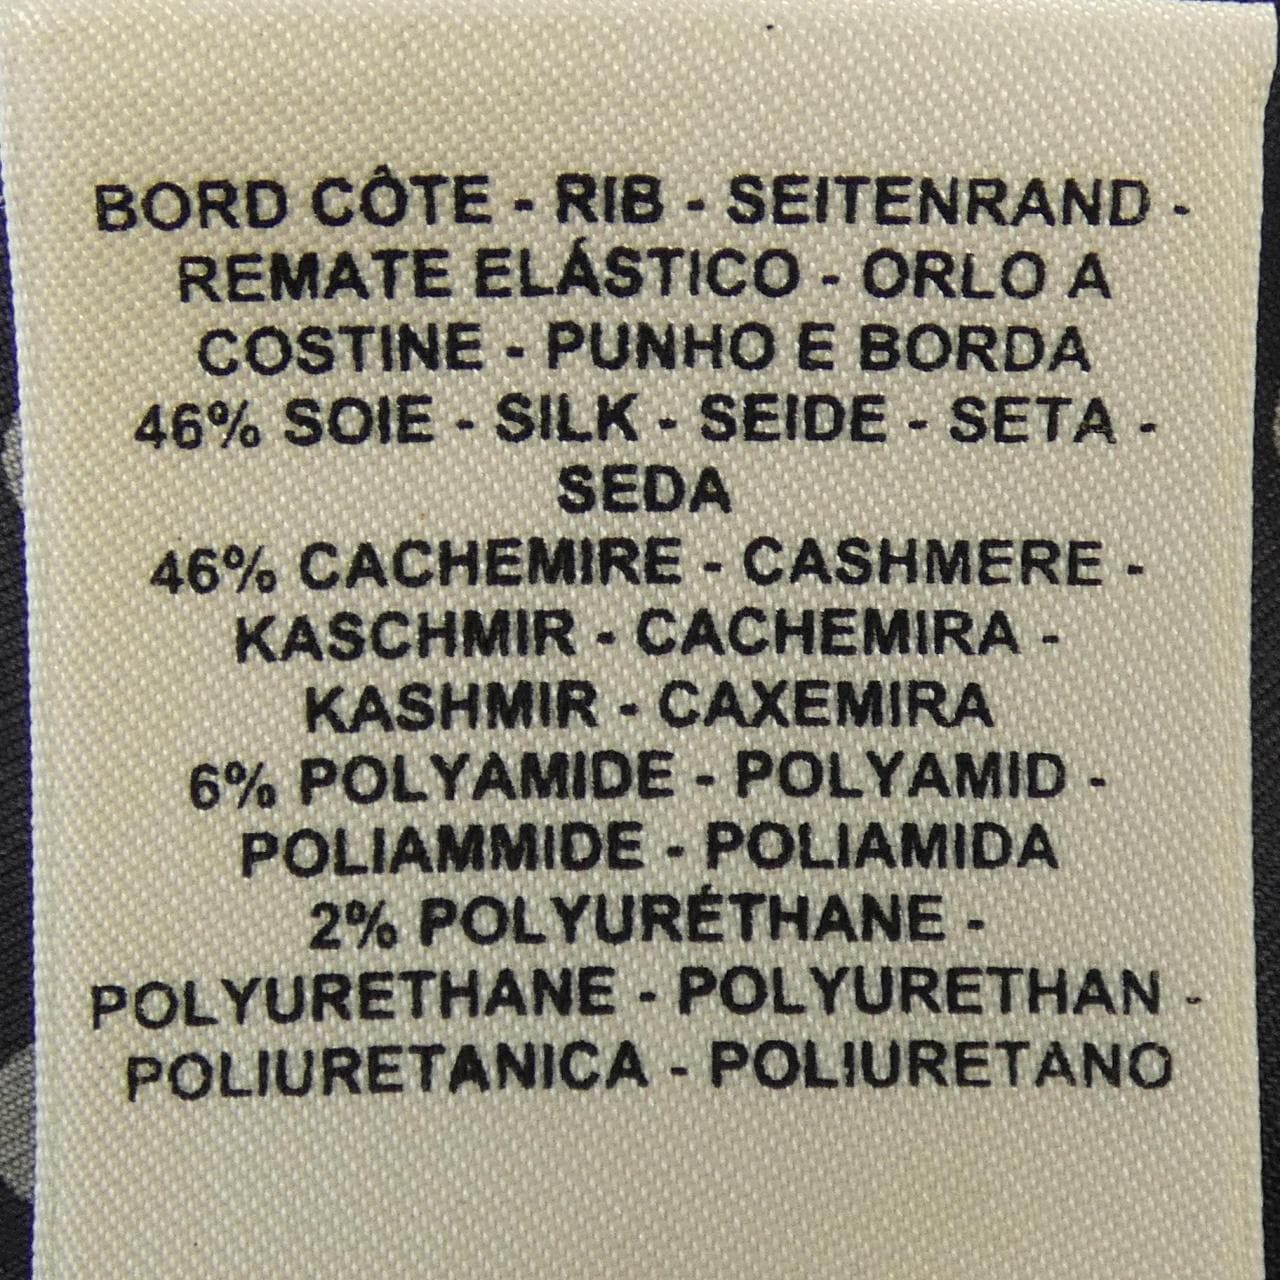 BORD CÔTE - RIB - SEITENRAND -
REMATE ELÁSTICO - ORLO A
COSTINE - PUNHO E BORDA
46% SOIE - SILK - SEIDE - SETA -
SEDA
46% CACHEMIRE - CASHMERE -
KASCHMIR - CACHEMIRA -
KASHMIR - CAXEMIRA
6% POLYAMIDE - POLYAMID -
POLIAMMIDE - POLIAMIDA
2% POLYURÉTHANE -
POLYURETHANE - POLYURETHAN -
POLIURETANICA - POLIURETANO